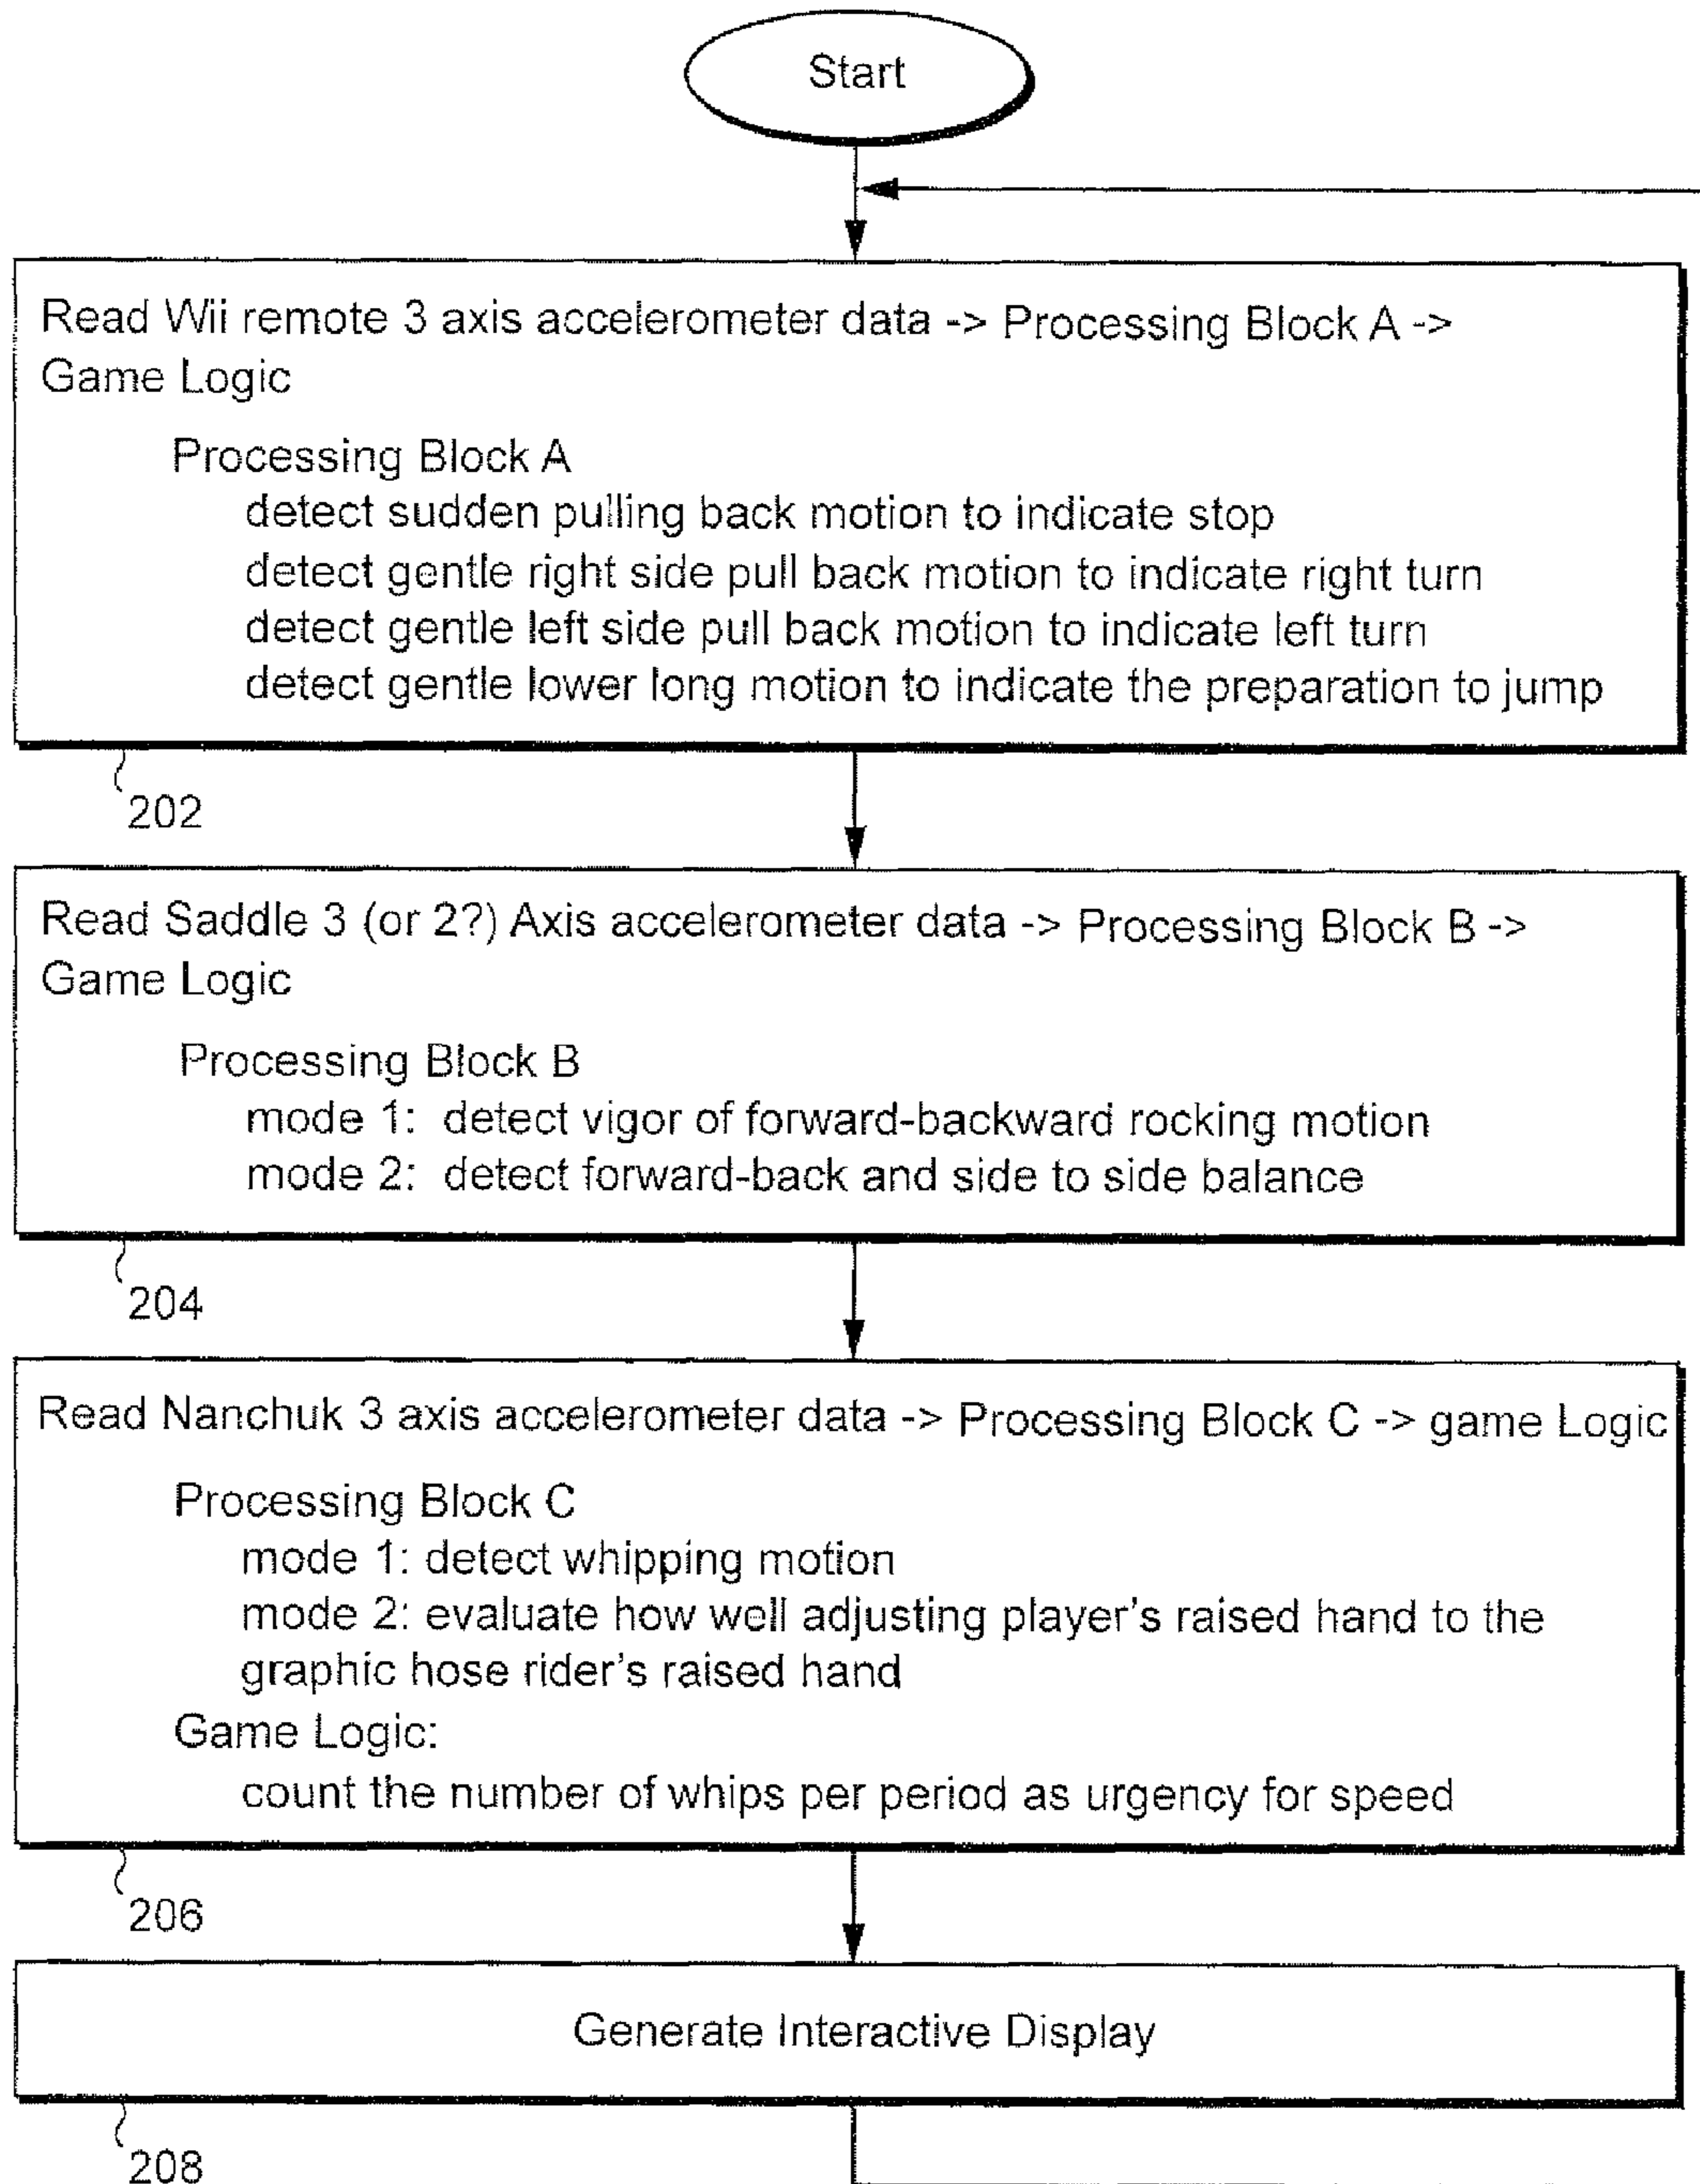 Start
Read Wii remote 3 axis accelerometer data -> Processing Block A ->
Game Logic
Processing Block A
detect sudden pulling back motion to indicate stop
detect gentle right side pull back motion to indicate right turn
detect gentle left side pull back motion to indicate left turn
detect gentle lower long motion to indicate the preparation to jump
202
Read Saddle 3 (or 2?) Axis accelerometer data -> Processing Block B ->
Game Logic
Processing Block B
mode 1: detect vigor of forward-backward rocking motion
mode 2: detect forward-back and side to side balance
204
Read Nanchuk 3 axis accelerometer data -> Processing Block C -> game Logic
Processing Block C
mode 1: detect whipping motion
mode 2: evaluate how well adjusting player's raised hand to the
graphic hose rider's raised hand
Game Logic:
count the number of whips per period as urgency for speed
206
Generate Interactive Display
208